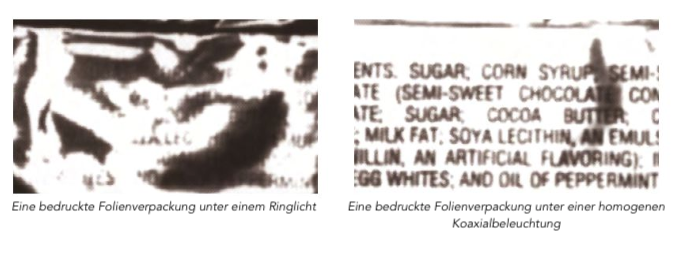 ENTS. SUGAR; CORN SYRUP; SEMI-
ATE (SEMI-SWEET CHOCOLATE CON
ATE; SUGAR; COCOA BUTTER; C
; MILK FAT; SOYA LECITHIN, AN EMULS
ILLIN, AN ARTIFICIAL FLAVORING); I
EGG WHITES; AND OIL OF PEPPERMINT
Eine bedruckte Folienverpackung unter einem Ringlicht
Eine bedruckte Folienverpackung unter einer homogenen
Koaxialbeleuchtung